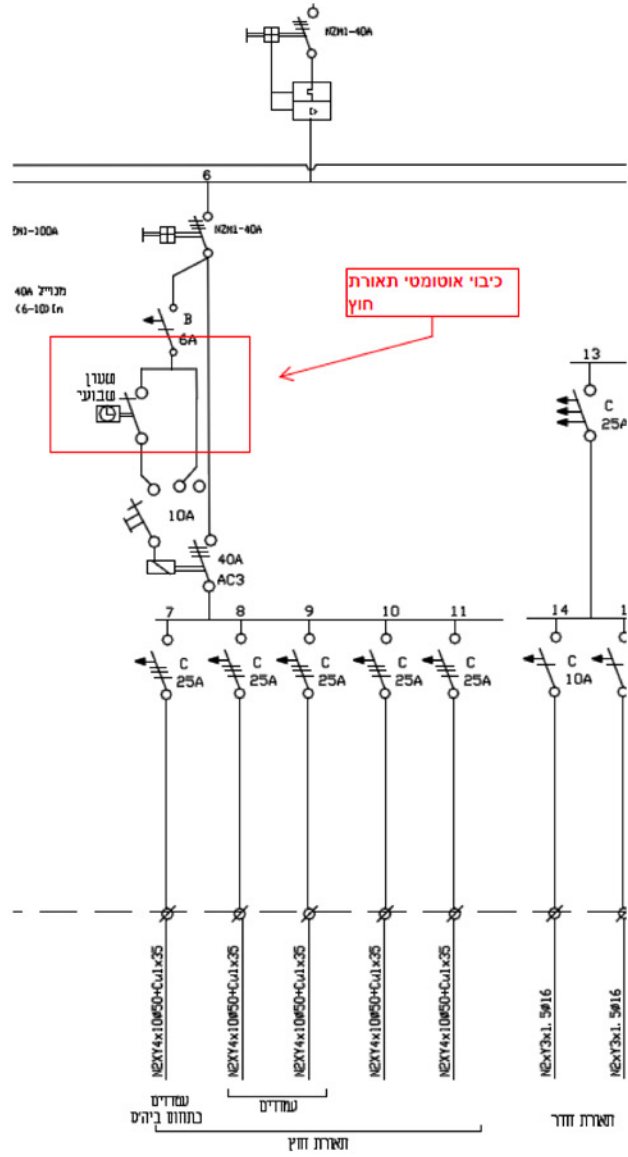 NZM1-40A
6
NZM1-40A
ZM1-100A
40A
(6-10)In
B
6A
כיבוי אוטומטי תאורת
חוץ
שעון
שבועי
13
C
25A
10A
40A
AC3
7
8
9
10
11
14
1
C
25A
C
25A
C
25A
C
25A
C
25A
C
10A
N2XY4x10Ø50+Cu1x35
N2XY4x10Ø50+Cu1x35
N2XY4x10Ø50+Cu1x35
N2XY4x10Ø50+Cu1x35
N2XY4x10Ø50+Cu1x35
N2xY3x1.5Ø16
N2xY3x1.5Ø16
עמודים
בתחום ביה"ס
עמודים
תאורת חוץ
תאורת חדר